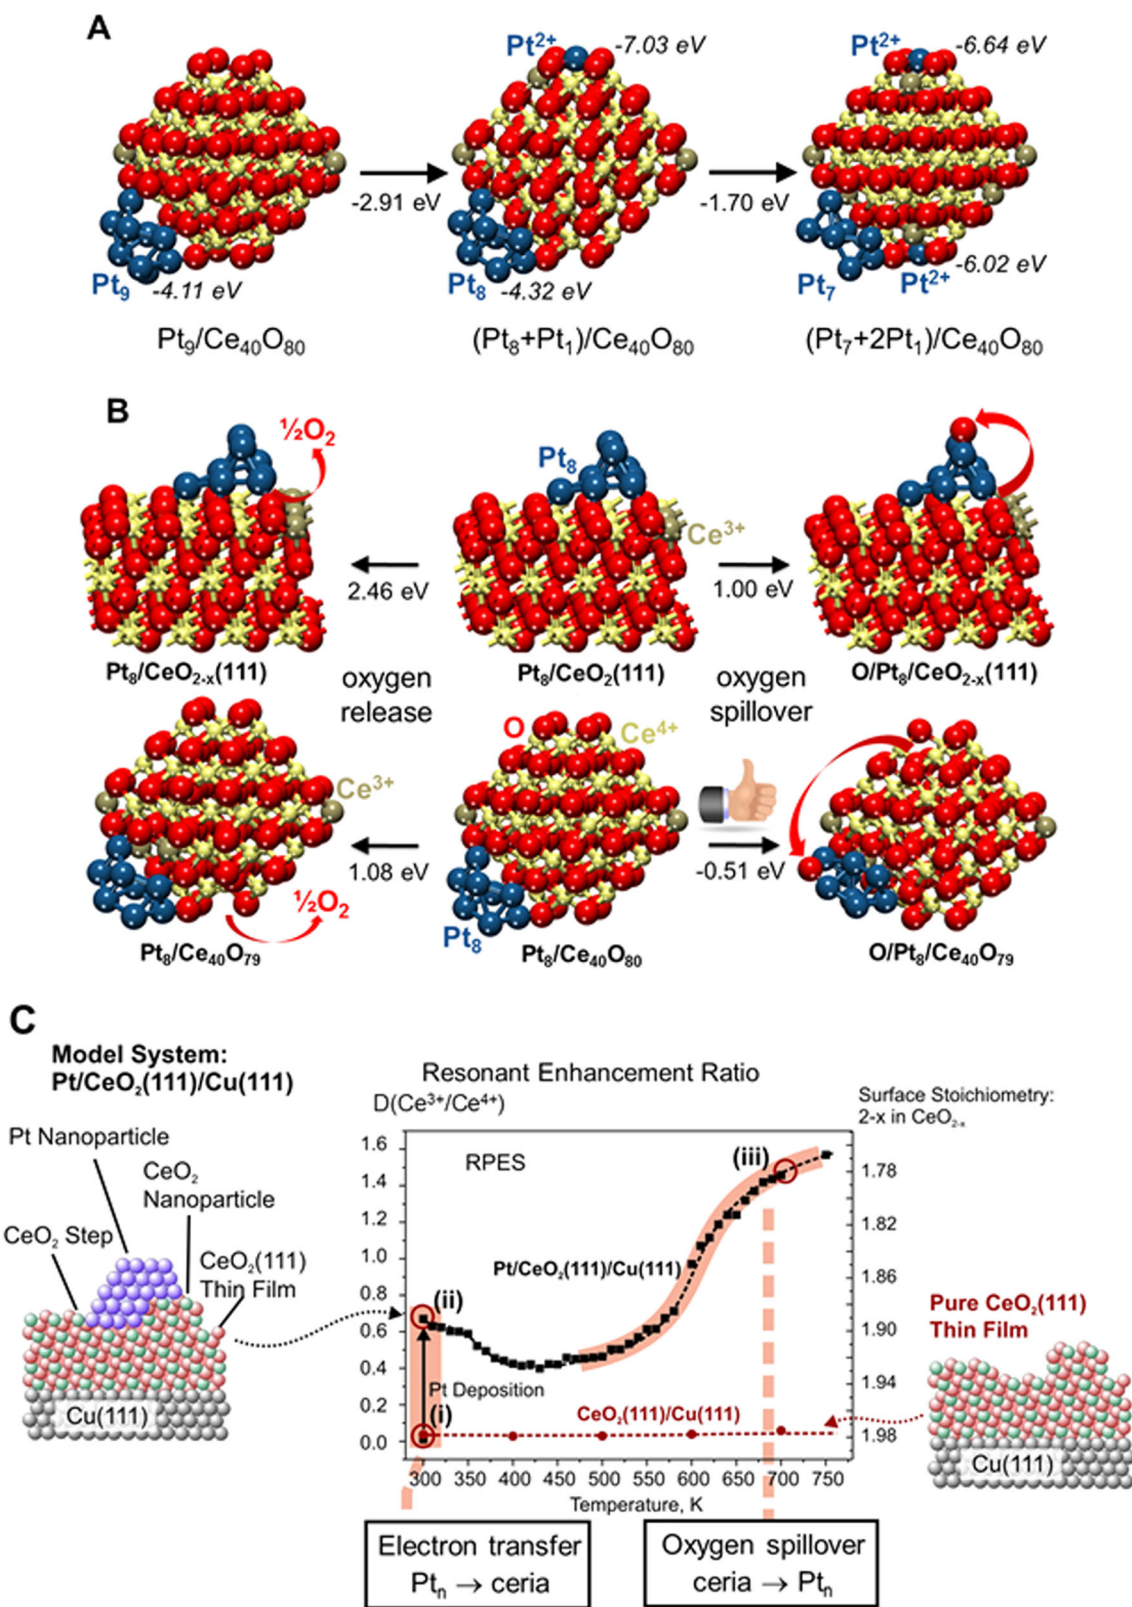 A
Pt²⁺
-7.03 eV
Pt²⁺
-6.64 eV
-2.91 eV
-1.70 eV
Pt₉
-4.11 eV
Pt₈
-4.32 eV
Pt₇
Pt²⁺
-6.02 eV
Pt₉/Ce₄₀O₈₀
(Pt₈+Pt₁)/Ce₄₀O₈₀
(Pt₇+2Pt₁)/Ce₄₀O₈₀
B
½O₂
Pt₈
Ce³⁺
2.46 eV
1.00 eV
Pt₈/CeO₂₋ₓ(111)
Pt₈/CeO₂(111)
O/Pt₈/CeO₂₋ₓ(111)
oxygen
release
oxygen
spillover
O
Ce⁴⁺
Ce³⁺
1.08 eV
-0.51 eV
½O₂
Pt₈
Pt₈/Ce₄₀O₇₉
Pt₈/Ce₄₀O₈₀
O/Pt₈/Ce₄₀O₇₉
C
Model System:
Pt/CeO₂(111)/Cu(111)
Pt Nanoparticle
CeO₂
Nanoparticle
CeO₂ Step
CeO₂(111)
Thin Film
Cu(111)
Resonant Enhancement Ratio
D(Ce³⁺/Ce⁴⁺)
Surface Stoichiometry:
2-x in CeO₂₋ₓ
1.6
1.4
1.2
1.0
0.8
0.6
0.4
0.2
0.0
RPES
(iii)
Pt/CeO₂(111)/Cu(111)
(ii)
Pt Deposition
(i)
CeO₂(111)/Cu(111)
1.78
1.82
1.86
1.90
1.94
1.98
300 350 400 450 500 550 600 650 700 750
Temperature, K
Pure CeO₂(111)
Thin Film
Cu(111)
Electron transfer
Ptₙ → ceria
Oxygen spillover
ceria → Ptₙ